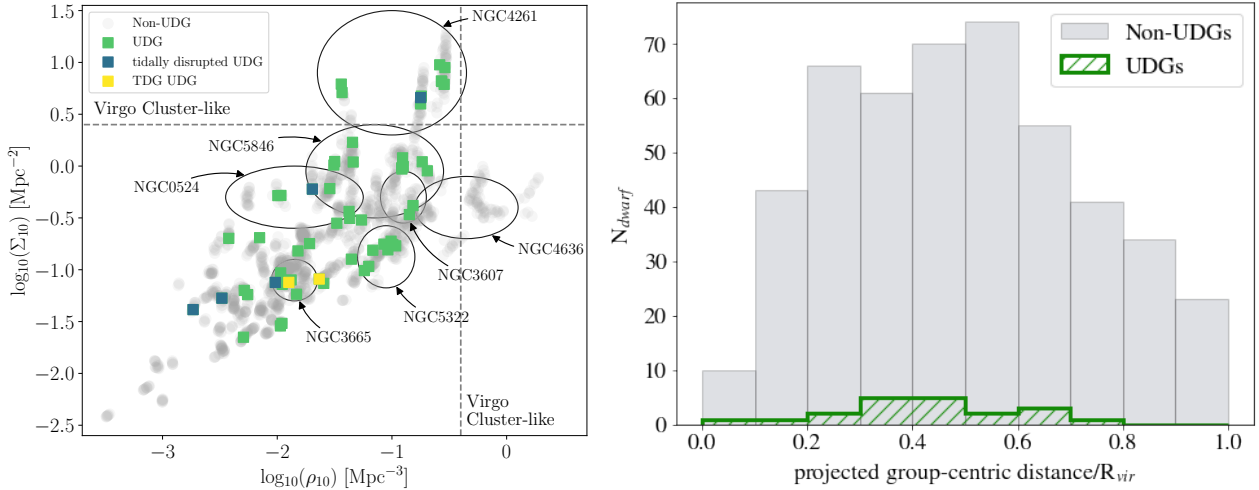 1.5
1.0
0.5
0.0
−0.5
−1.0
−1.5
−2.0
−2.5
log₁₀(Σ₁₀) [Mpc⁻²]
Non-UDG
UDG
tidally disrupted UDG
TDG UDG
Virgo Cluster-like
NGC4261
NGC5846
NGC0524
NGC4636
NGC3607
NGC5322
NGC3665
Virgo
Cluster-like
−3
−2
−1
0
log₁₀(ρ₁₀) [Mpc⁻³]
70
60
50
40
30
20
10
0
N_dwarf
Non-UDGs
UDGs
0.0
0.2
0.4
0.6
0.8
1.0
projected group-centric distance/R_vir